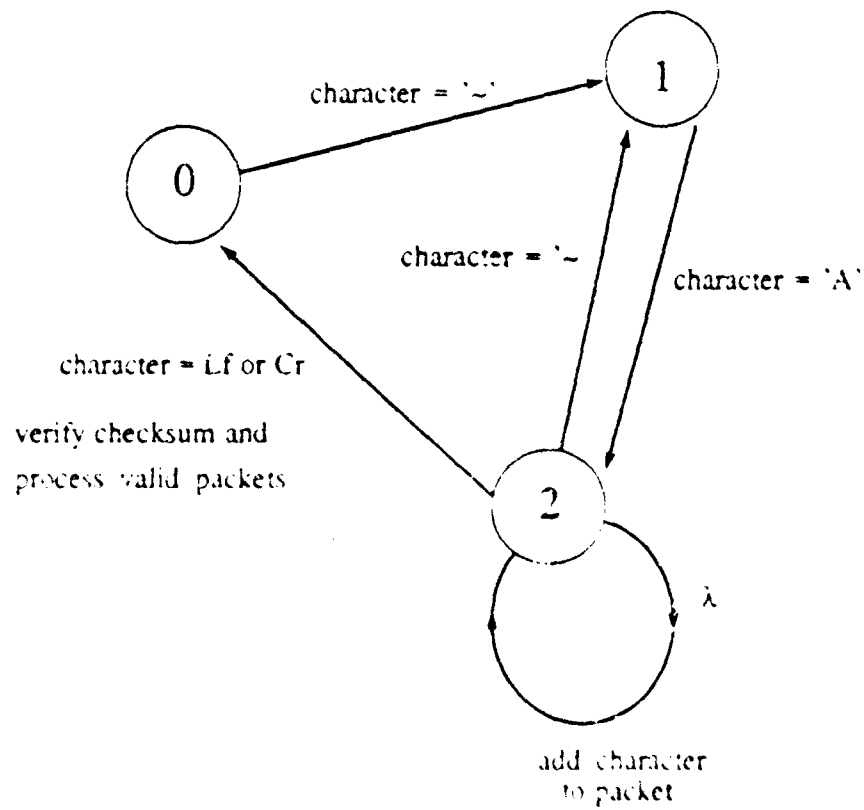 1
character = '~'
0
character = '~
character = 'A'
character = Lf or Cr
verify checksum and
process valid packets
2
λ
add character
to packet